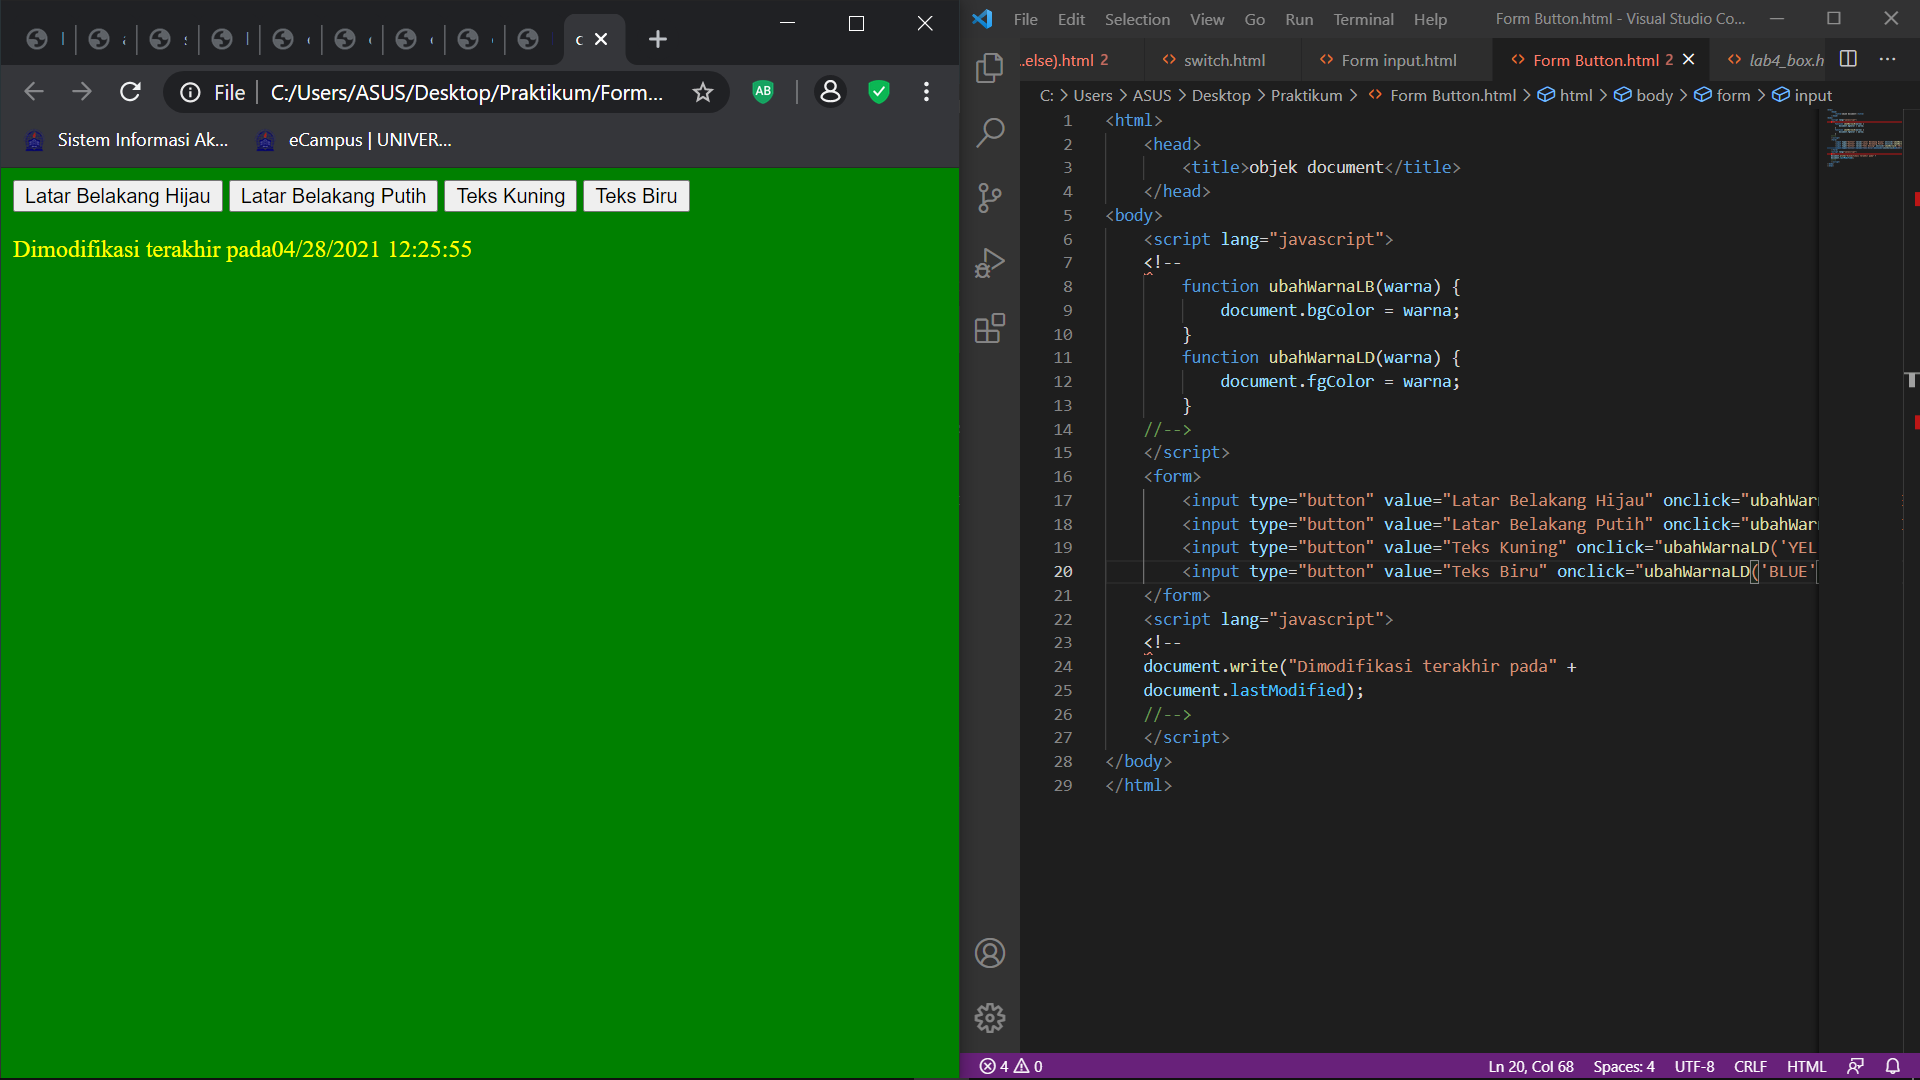 File C:/Users/ASUS/Desktop/Praktikum/Form...
AB
Sistem Informasi Ak... eCampus | UNIVER...
Latar Belakang Hijau Latar Belakang Putih Teks Kuning Teks Biru
Dimodifikasi terakhir pada04/28/2021 12:25:55
File Edit Selection View Go Run Terminal Help Form Button.html - Visual Studio Co...
..else).html 2 switch.html Form input.html Form Button.html 2 lab4_box.h
C: > Users > ASUS > Desktop > Praktikum > Form Button.html > html > body > form > input
1 <html>
2 <head>
3 <title>objek document</title>
4 </head>
5 <body>
6 <script lang="javascript">
7 <!--
8 function ubahWarnaLB(warna) {
9 document.bgColor = warna;
10 }
11 function ubahWarnaLD(warna) {
12 document.fgColor = warna;
13 }
14 //-->
15 </script>
16 <form>
17 <input type="button" value="Latar Belakang Hijau" onclick="ubahWarn
18 <input type="button" value="Latar Belakang Putih" onclick="ubahWarn
19 <input type="button" value="Teks Kuning" onclick="ubahWarnaLD('YEL
20 <input type="button" value="Teks Biru" onclick="ubahWarnaLD('BLUE'
21 </form>
22 <script lang="javascript">
23 <!--
24 document.write("Dimodifikasi terakhir pada" +
25 document.lastModified);
26 //-->
27 </script>
28 </body>
29 </html>
4 0 Ln 20, Col 68 Spaces: 4 UTF-8 CRLF HTML